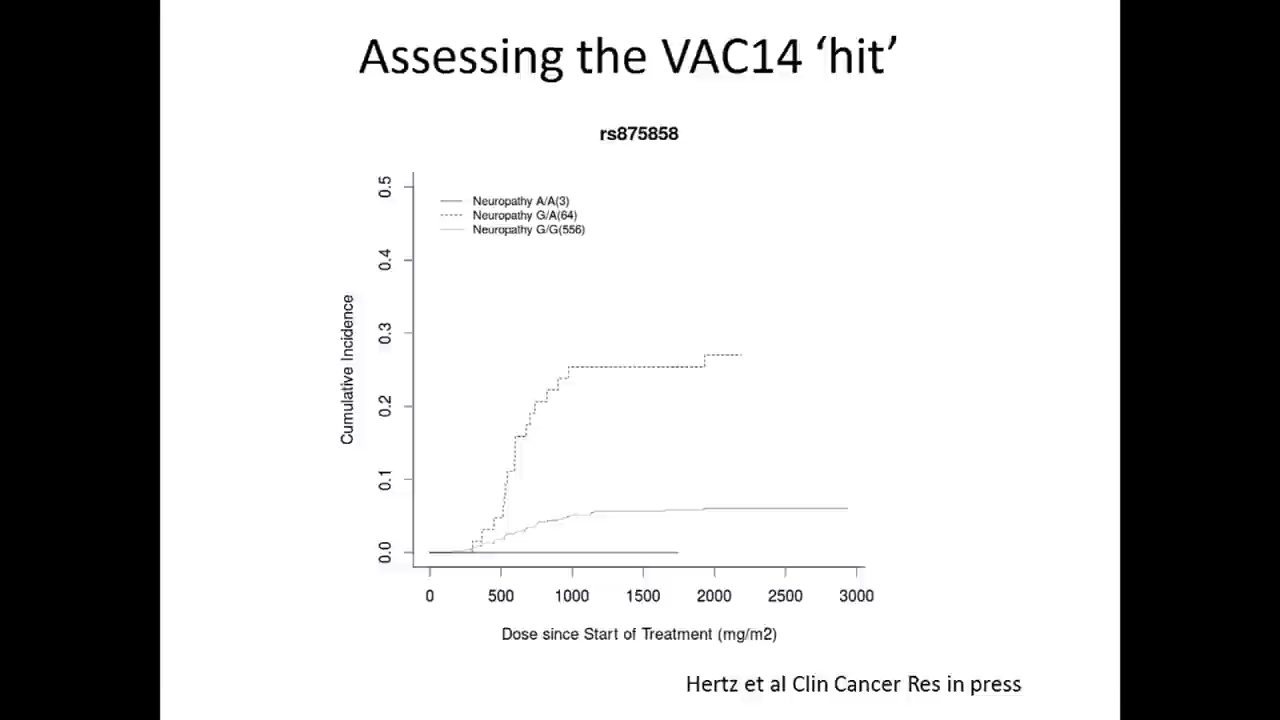 Assessing the VAC14 ‘hit’
rs875858
Neuropathy A/A(3)
Neuropathy G/A(64)
Neuropathy G/G(556)
0.5
0.4
0.3
0.2
0.1
0.0
Cumulative Incidence
0 500 1000 1500 2000 2500 3000
Dose since Start of Treatment (mg/m2)
Hertz et al Clin Cancer Res in press